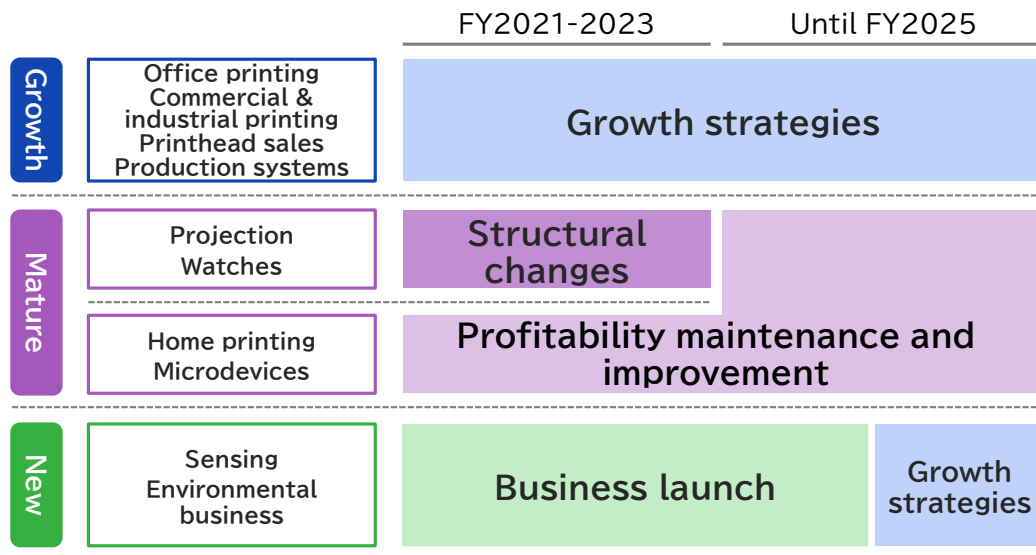 FY2021-2023
Until FY2025
Growth
Office printing
Commercial &
industrial printing
Printhead sales
Production systems
Growth strategies
Mature
Projection
Watches
Structural
changes
Home printing
Microdevices
Profitability maintenance and
improvement
New
Sensing
Environmental
business
Business launch
Growth
strategies